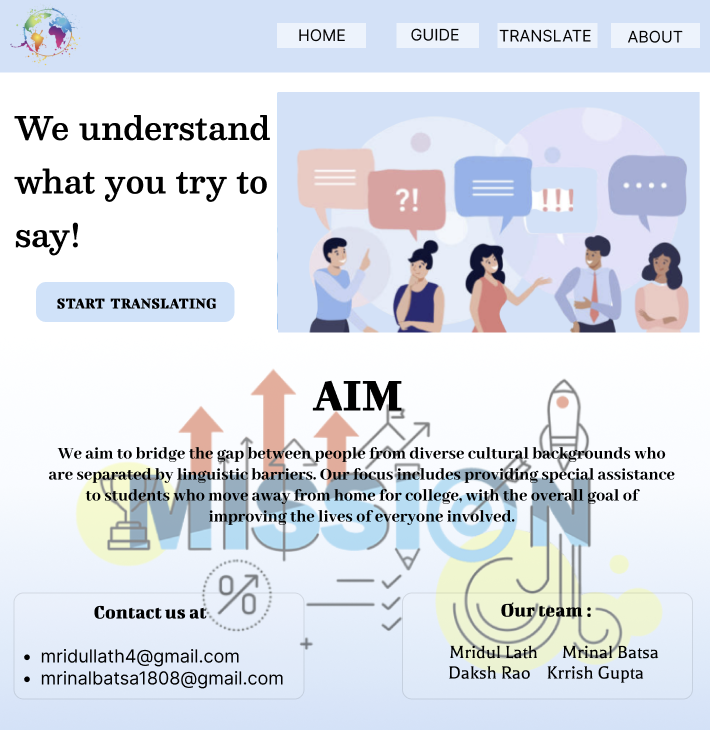 HOME GUIDE TRANSLATE ABOUT
We understand
what you try to
say!
START TRANSLATING
?!
!!!
AIM
We aim to bridge the gap between people from diverse cultural backgrounds who
are separated by linguistic barriers. Our focus includes providing special assistance
to students who move away from home for college, with the overall goal of
improving the lives of everyone involved.
MISSION
%
Contact us at
• mridullath4@gmail.com
• mrinalbatsa1808@gmail.com
Our team :
Mridul Lath Mrinal Batsa
Daksh Rao Krrish Gupta